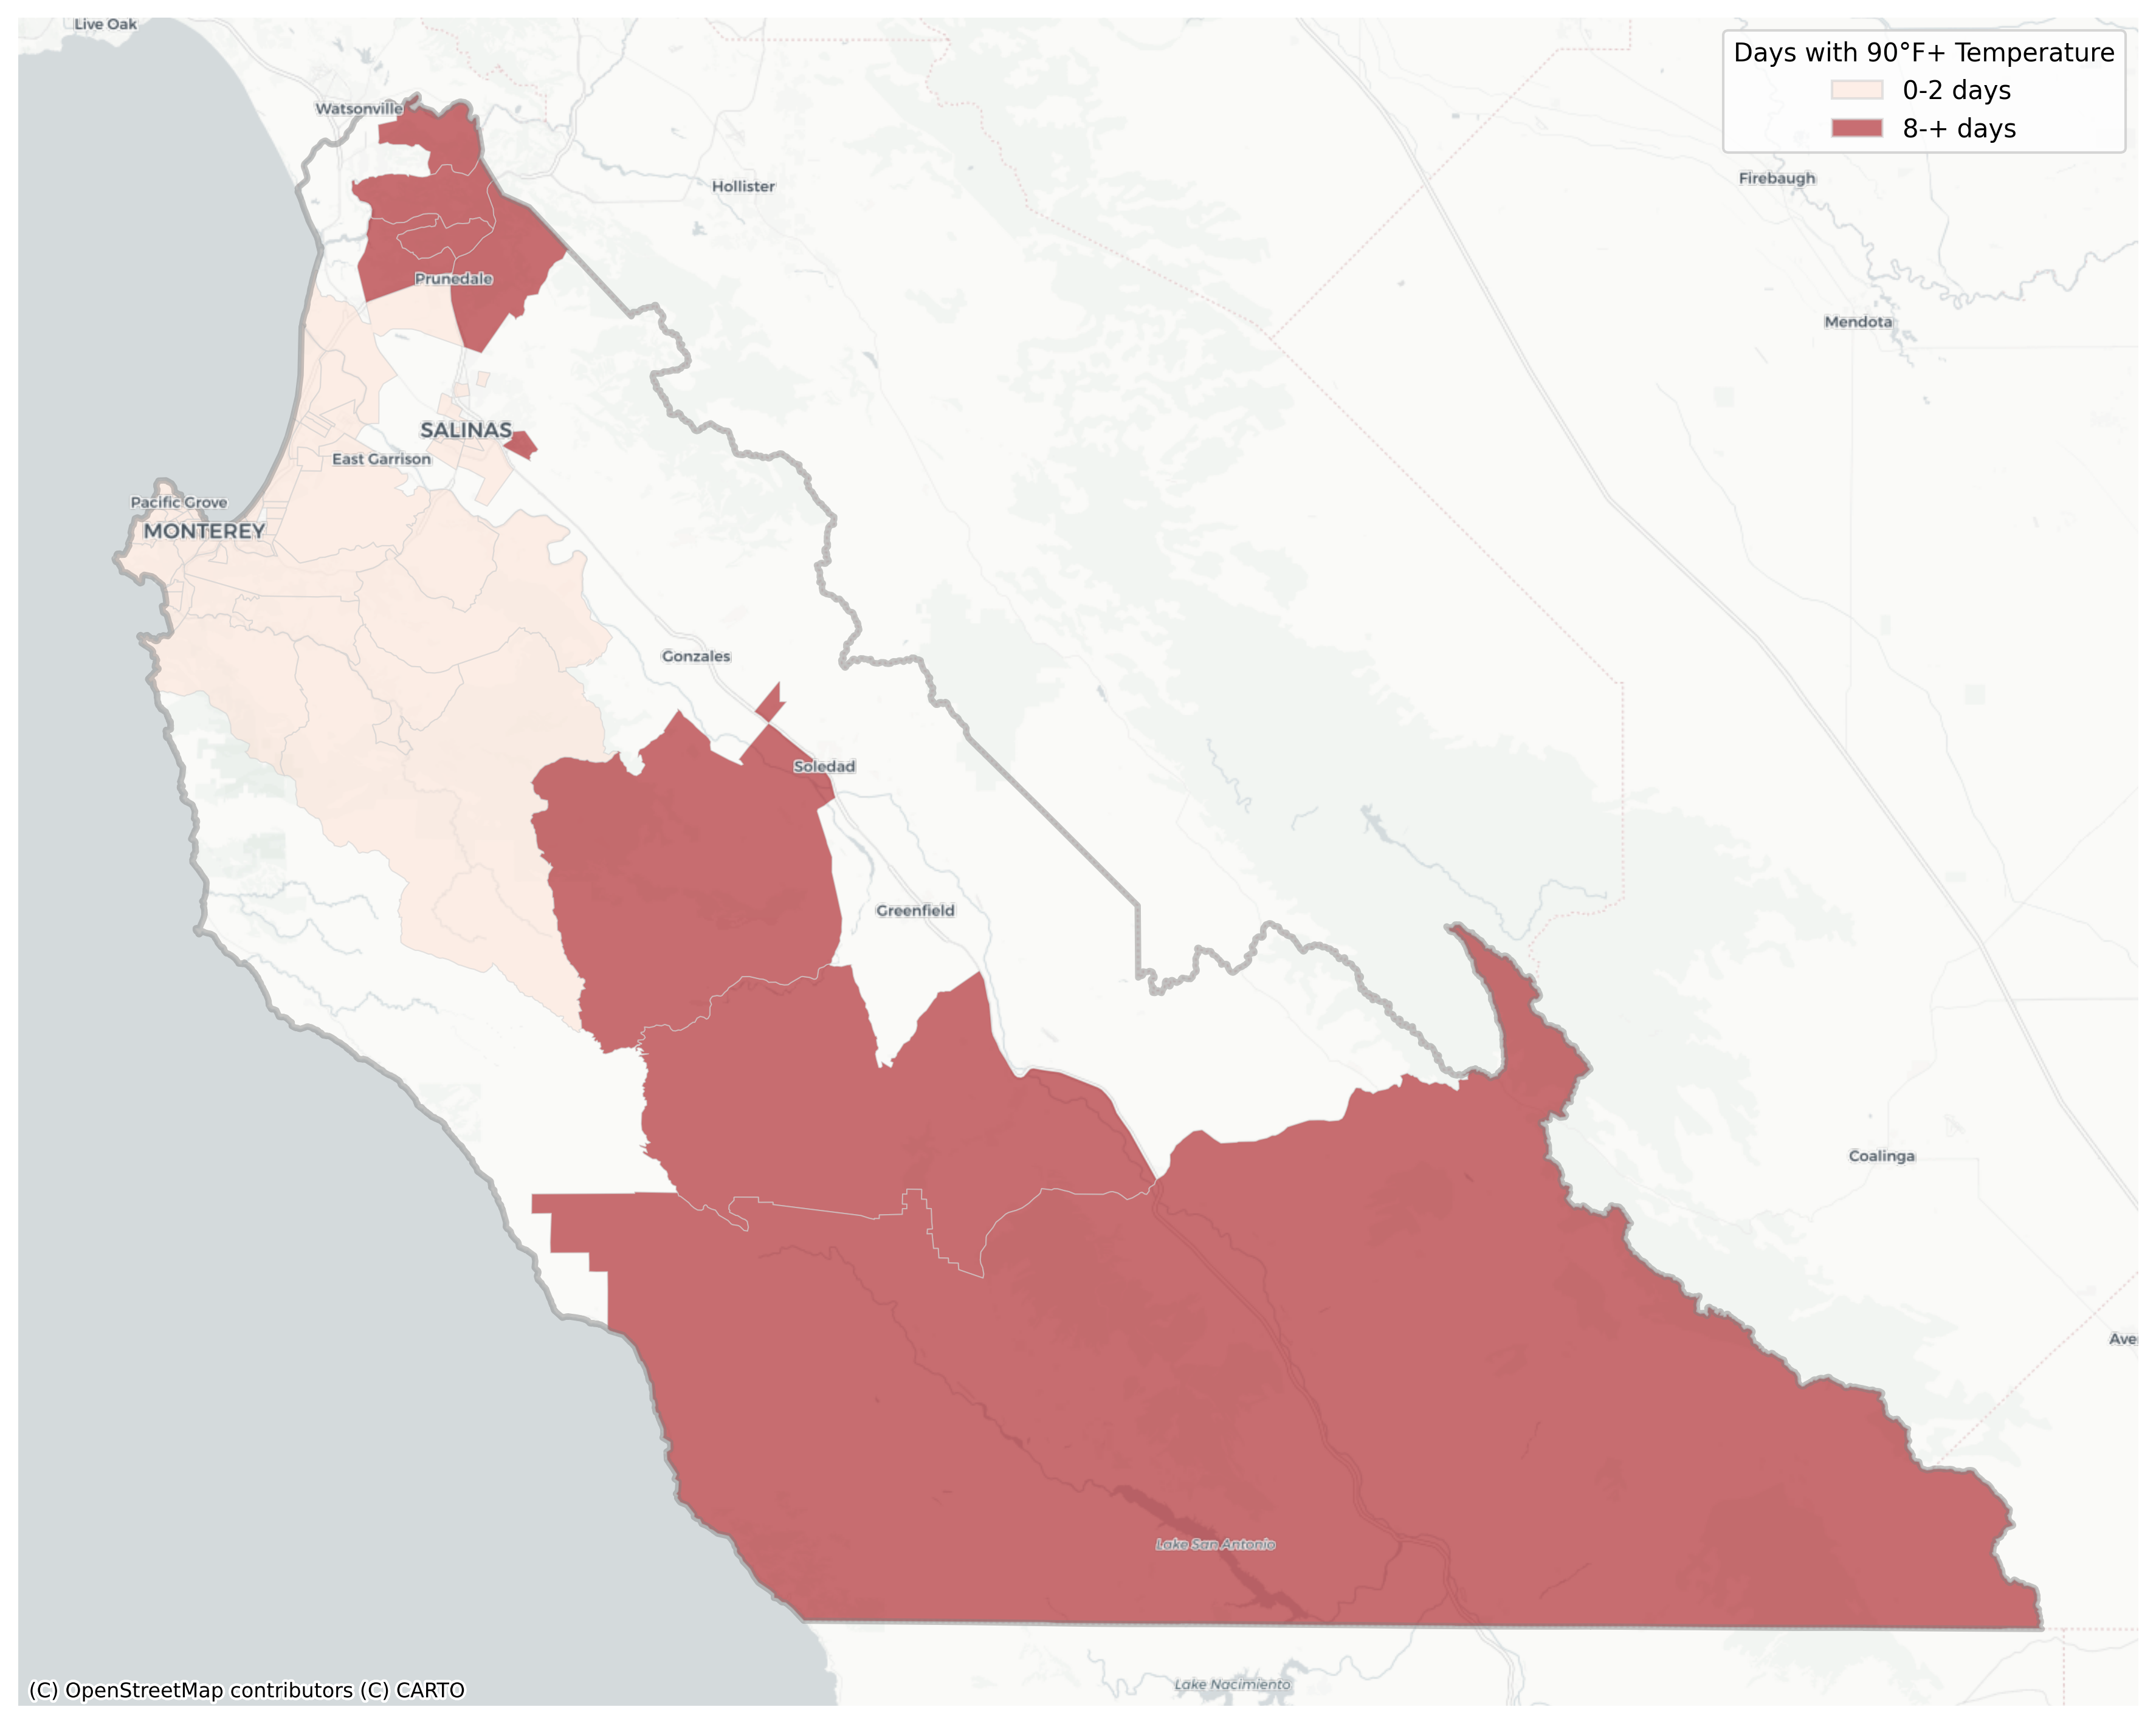 Live Oak
Days with 90°F+ Temperature
0-2 days
8-+ days
Watsonville
Hollister
Firebaugh
Prunedale
Mendota
SALINAS
East Garrison
Pacific Grove
MONTEREY
Gonzales
Soledad
Greenfield
Coalinga
Ave
Lake San Antonio
Lake Nacimiento
(C) OpenStreetMap contributors (C) CARTO